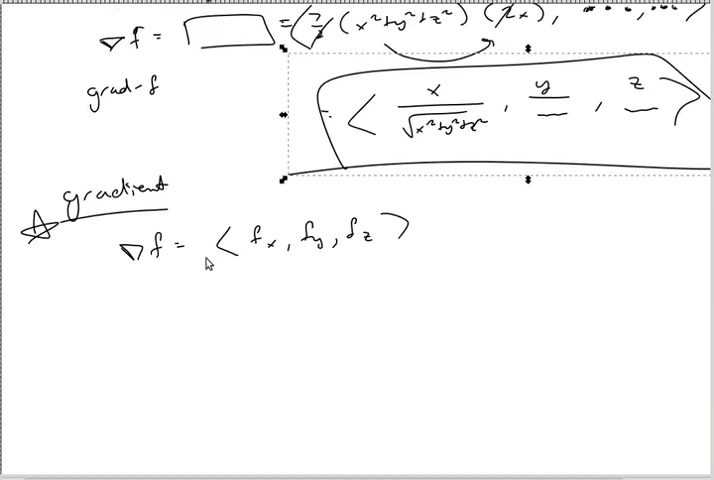 ∇f = = (x²+y²+z²) (2x),
grad-f
= < x/√(x²+y²+z²) , y/ , z/ >
gradient
∇f = < fx, fy, fz >